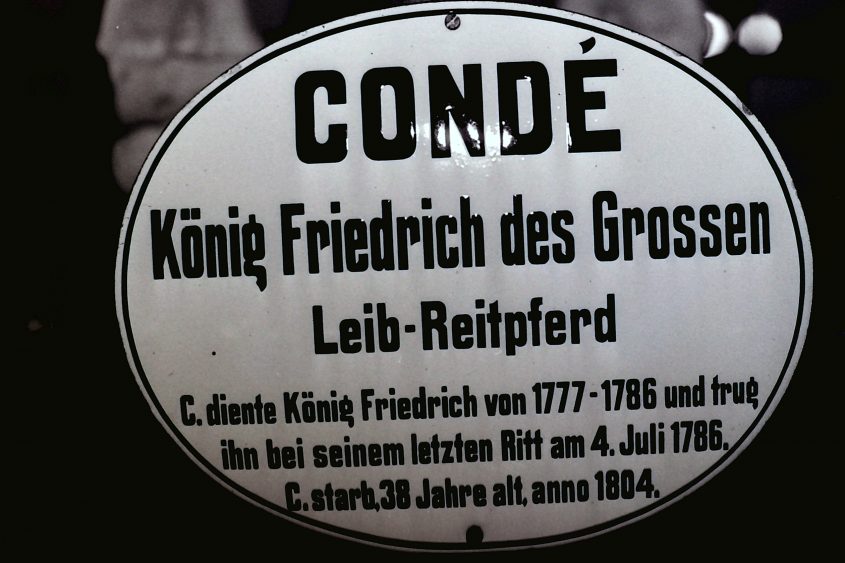 CONDÉ
König Friedrich des Grossen
Leib-Reitpferd
C. diente König Friedrich von 1777-1786 und trug
ihn bei seinem letzten Ritt am 4. Juli 1786.
C. starb, 38 Jahre alt, anno 1804.